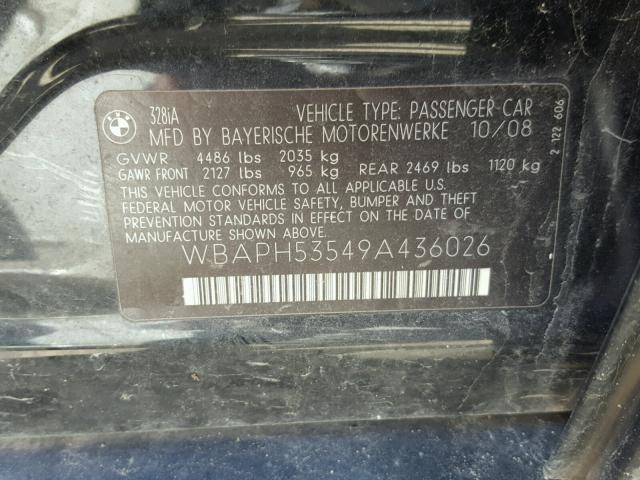 BMW
328iA VEHICLE TYPE: PASSENGER CAR
MFD BY BAYERISCHE MOTORENWERKE 10/08
GVWR 4486 lbs 2035 kg
GAWR FRONT 2127 lbs 965 kg REAR 2469 lbs 1120 kg
THIS VEHICLE CONFORMS TO ALL APPLICABLE U.S.
FEDERAL MOTOR VEHICLE SAFETY, BUMPER AND THEFT
PREVENTION STANDARDS IN EFFECT ON THE DATE OF
MANUFACTURE SHOWN ABOVE.
WBAPH53549A436026
2 122 606